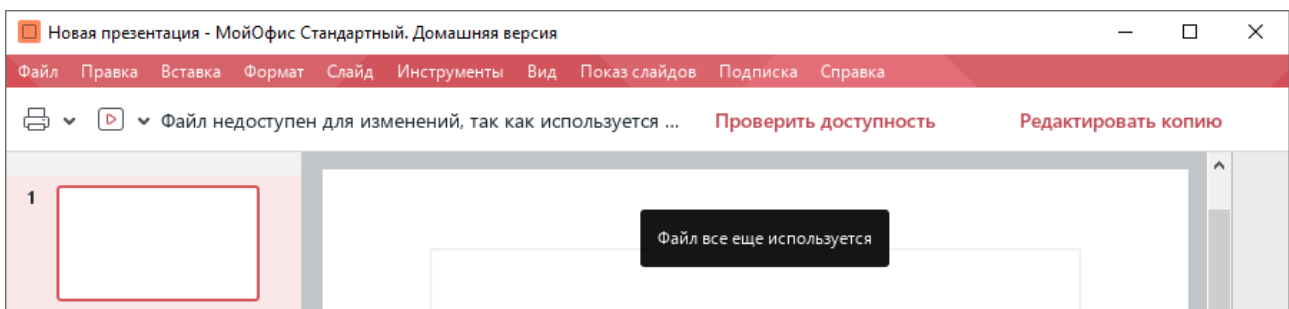 Новая презентация - МойОфис Стандартный. Домашняя версия
Файл Правка Вставка Формат Слайд Инструменты Вид Показ слайдов Подписка Справка
Файл недоступен для изменений, так как используется ... Проверить доступность Редактировать копию
1
Файл все еще используется